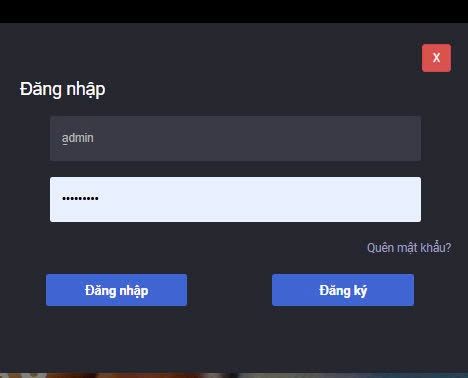 X
Đăng nhập
admin
•••••••••
Quên mật khẩu?
Đăng nhập
Đăng ký